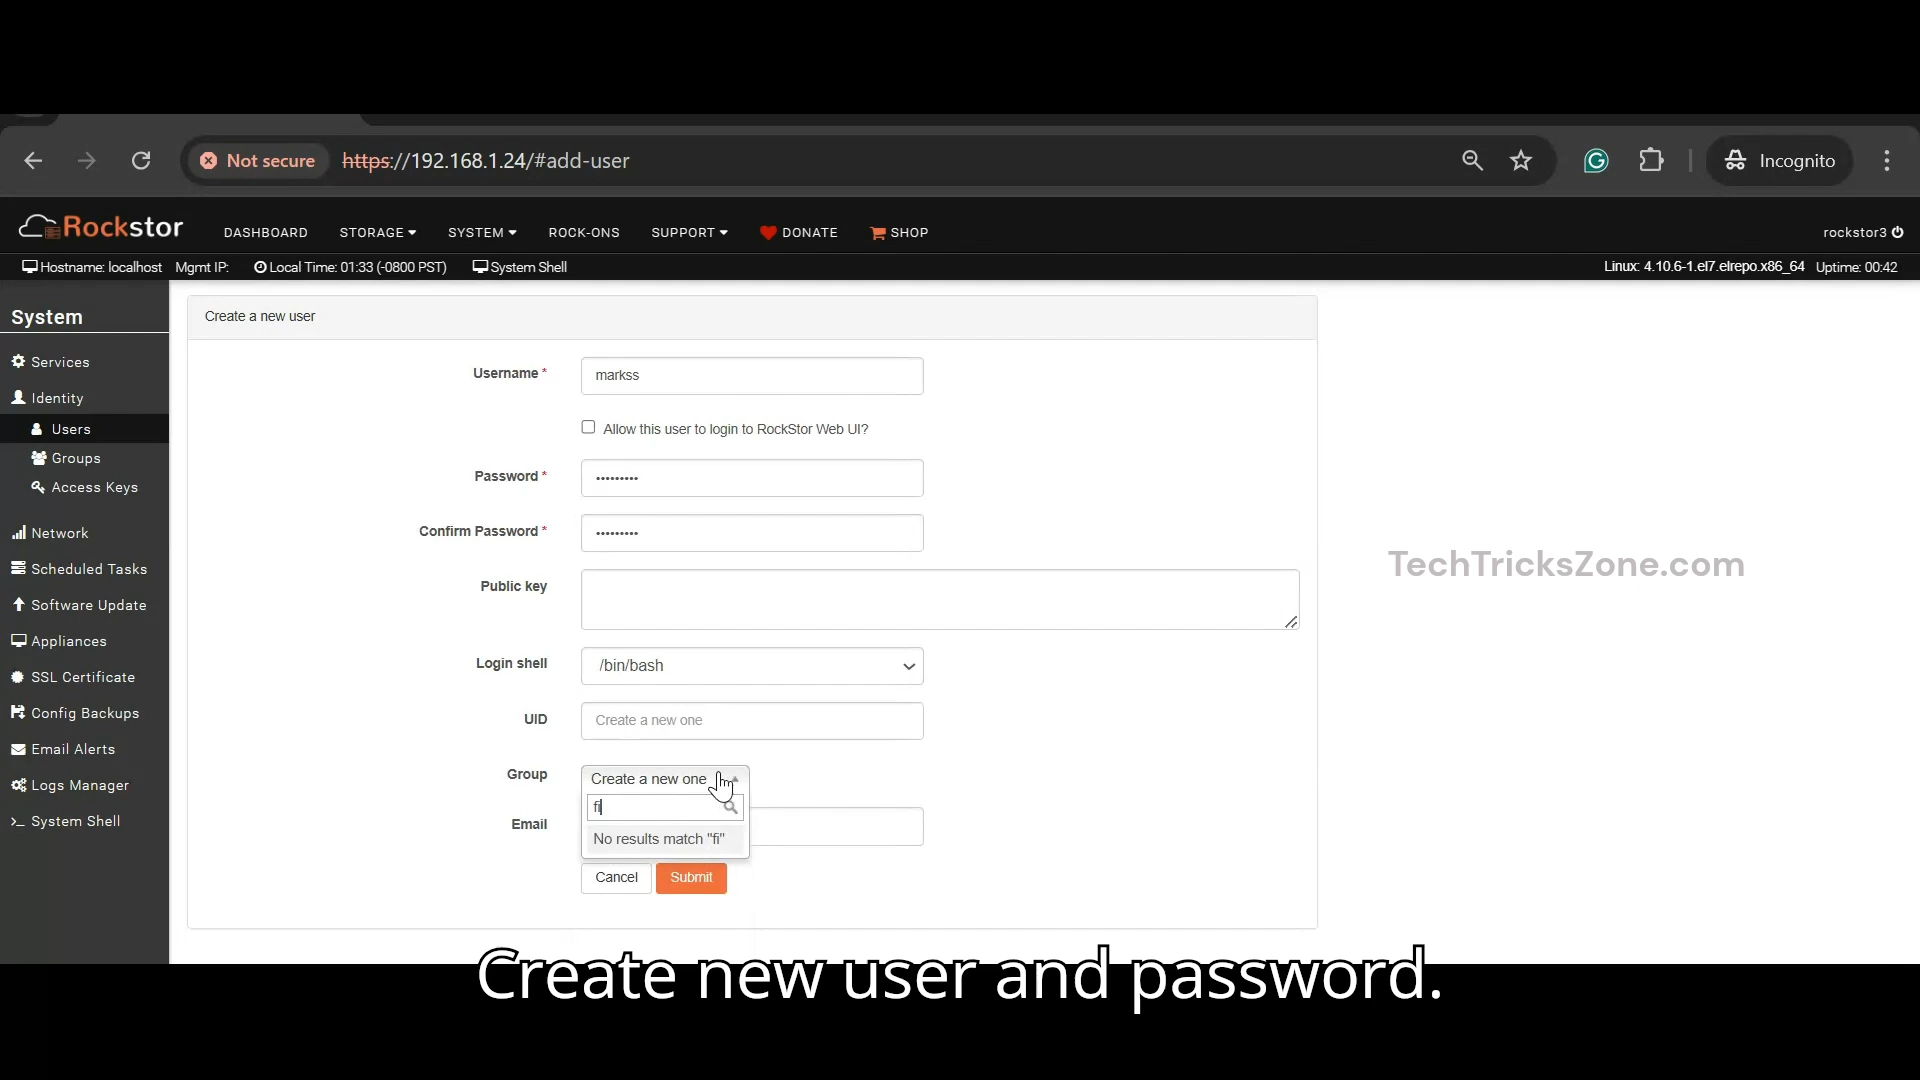 Not secure https://192.168.1.24/#add-user Incognito
Rockstor DASHBOARD STORAGE SYSTEM ROCK-ONS SUPPORT DONATE SHOP rockstor3
Hostname: localhost Mgmt IP: Local Time: 01:33 (-0800 PST) System Shell Linux: 4.10.6-1.el7.elrepo.x86_64 Uptime: 00:42
System
Services
Identity
Users
Groups
Access Keys
Network
Scheduled Tasks
Software Update
Appliances
SSL Certificate
Config Backups
Email Alerts
Logs Manager
>_ System Shell
Create a new user
Username * markss
Allow this user to login to RockStor Web UI?
Password * •••••••••
Confirm Password * •••••••••
Public key
Login shell /bin/bash
UID Create a new one
Group Create a new one
fi
Email
No results match "fi"
Cancel Submit
TechTricksZone.com
Create new user and password.